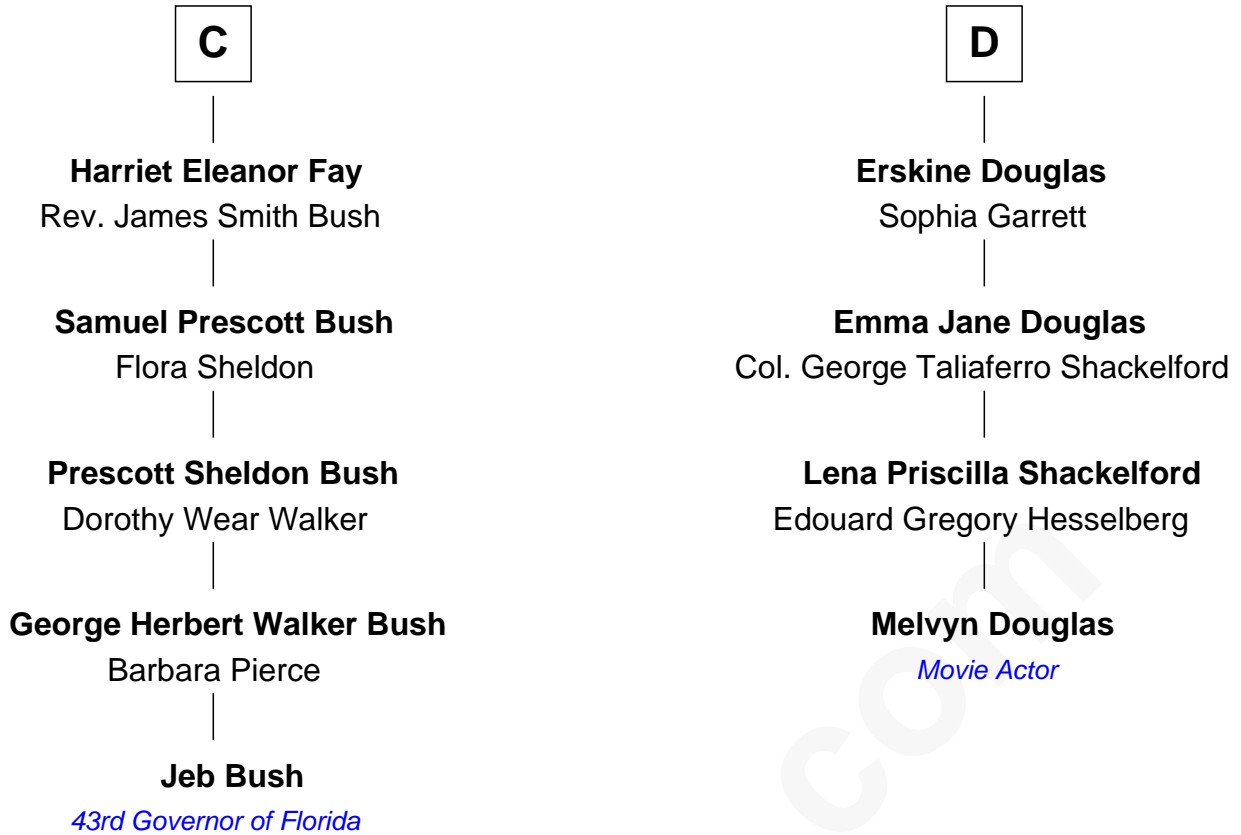 C
Harriet Eleanor Fay
Rev. James Smith Bush
Samuel Prescott Bush
Flora Sheldon
Prescott Sheldon Bush
Dorothy Wear Walker
George Herbert Walker Bush
Barbara Pierce
Jeb Bush
43rd Governor of Florida
D
Erskine Douglas
Sophia Garrett
Emma Jane Douglas
Col. George Taliaferro Shackelford
Lena Priscilla Shackelford
Edouard Gregory Hesselberg
Melvyn Douglas
Movie Actor
com